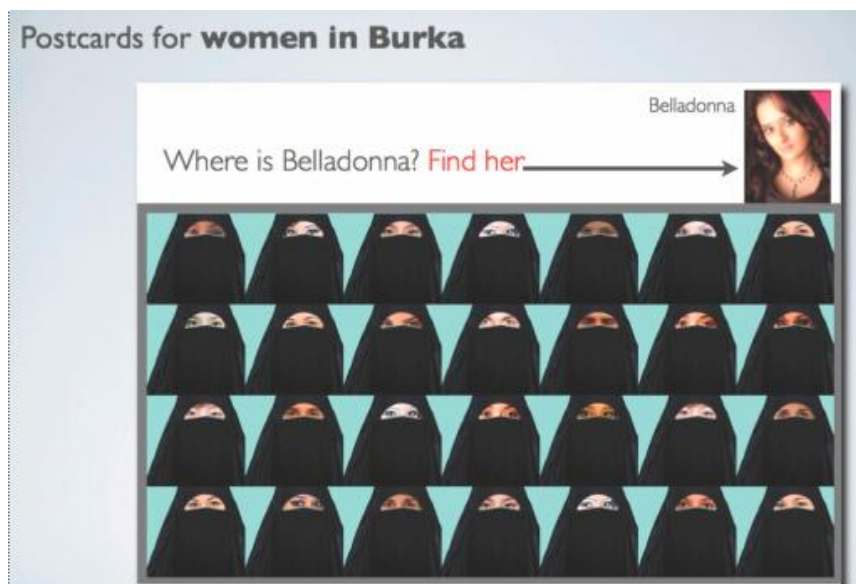 Postcards for women in Burka
Belladonna
Where is Belladonna? Find her